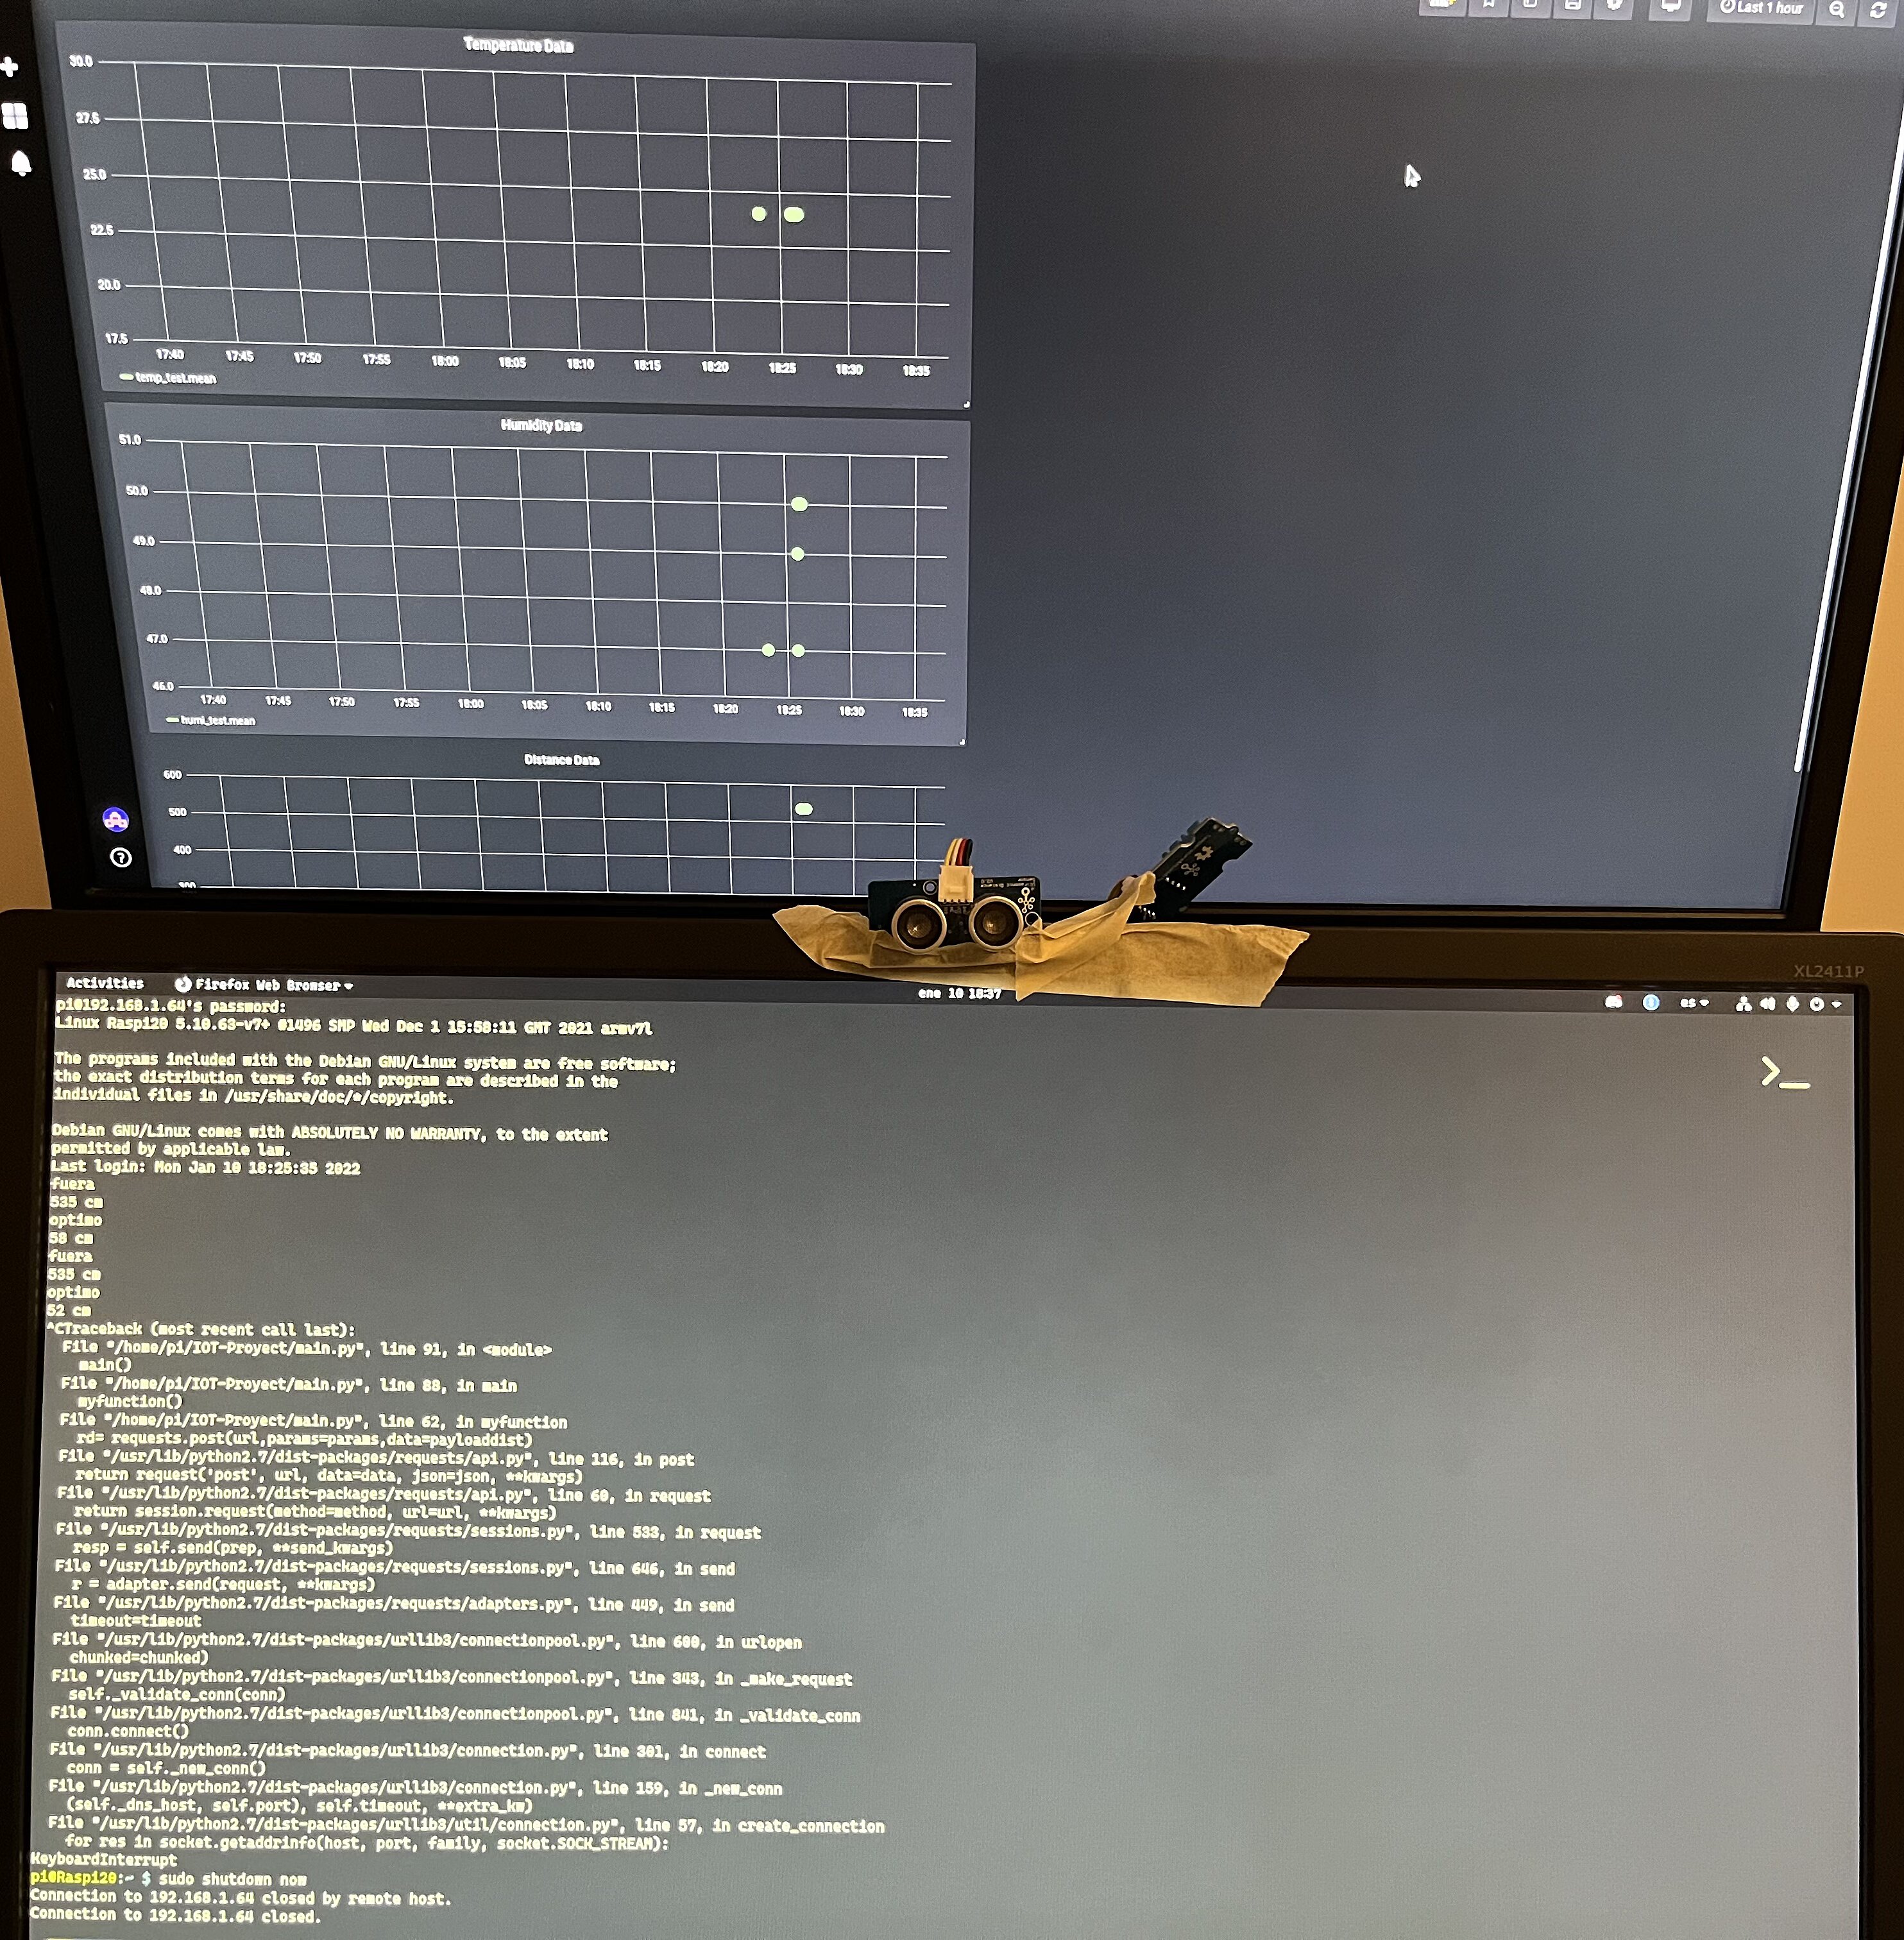 Last 1 hour
Temperature Data
30.0
27.5
25.0
22.5
20.0
17.5
17:40 17:45 17:50 17:55 18:00 18:05 18:10 18:15 18:20 18:25 18:30 18:35
temp_test.mean
Humidity Data
51.0
50.0
49.0
48.0
47.0
46.0
17:40 17:45 17:50 17:55 18:00 18:05 18:10 18:15 18:20 18:25 18:30 18:35
humi_test.mean
Distance Data
600
500
400
300
XL2411P
Activities Firefox Web Browser
ene 10 18:37
es
pi@192.168.1.64's password:
Linux Raspi20 5.10.63-v7+ #1496 SMP Wed Dec 1 15:58:11 GMT 2021 armv7l
The programs included with the Debian GNU/Linux system are free software;
the exact distribution terms for each program are described in the
individual files in /usr/share/doc/*/copyright.
Debian GNU/Linux comes with ABSOLUTELY NO WARRANTY, to the extent
permitted by applicable law.
Last login: Mon Jan 10 18:25:35 2022
fuera
535 cm
optimo
58 cm
fuera
535 cm
optimo
52 cm
^CTraceback (most recent call last):
File "/home/pi/IOT-Proyect/main.py", line 91, in <module>
main()
File "/home/pi/IOT-Proyect/main.py", line 88, in main
myfunction()
File "/home/pi/IOT-Proyect/main.py", line 62, in myfunction
rd= requests.post(url,params=params,data=payloaddist)
File "/usr/lib/python2.7/dist-packages/requests/api.py", line 116, in post
return request('post', url, data=data, json=json, **kwargs)
File "/usr/lib/python2.7/dist-packages/requests/api.py", line 60, in request
return session.request(method=method, url=url, **kwargs)
File "/usr/lib/python2.7/dist-packages/requests/sessions.py", line 533, in request
resp = self.send(prep, **send_kwargs)
File "/usr/lib/python2.7/dist-packages/requests/sessions.py", line 646, in send
r = adapter.send(request, **kwargs)
File "/usr/lib/python2.7/dist-packages/requests/adapters.py", line 449, in send
timeout=timeout
File "/usr/lib/python2.7/dist-packages/urllib3/connectionpool.py", line 600, in urlopen
chunked=chunked)
File "/usr/lib/python2.7/dist-packages/urllib3/connectionpool.py", line 343, in _make_request
self._validate_conn(conn)
File "/usr/lib/python2.7/dist-packages/urllib3/connectionpool.py", line 841, in _validate_conn
conn.connect()
File "/usr/lib/python2.7/dist-packages/urllib3/connection.py", line 301, in connect
conn = self._new_conn()
File "/usr/lib/python2.7/dist-packages/urllib3/connection.py", line 159, in _new_conn
(self._dns_host, self.port), self.timeout, **extra_kw)
File "/usr/lib/python2.7/dist-packages/urllib3/util/connection.py", line 57, in create_connection
for res in socket.getaddrinfo(host, port, family, socket.SOCK_STREAM):
KeyboardInterrupt
pi@Raspi20:~ $ sudo shutdown now
Connection to 192.168.1.64 closed by remote host.
Connection to 192.168.1.64 closed.